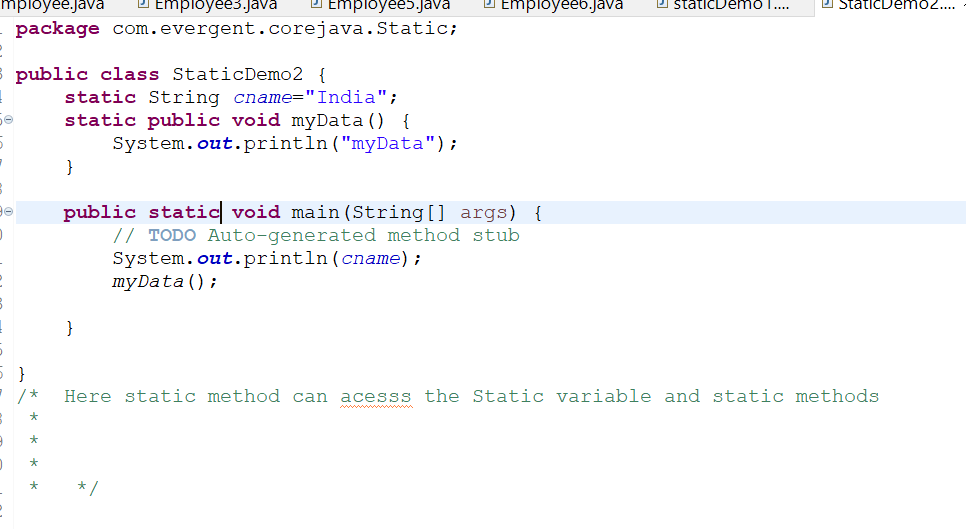 mployee.java Employee3.java Employee5.java Employee6.java staticDemo1.... StaticDemo2....
package com.evergent.corejava.Static;
public class StaticDemo2 {
static String cname="India";
static public void myData() {
System.out.println("myData");
}
public static void main(String[] args) {
// TODO Auto-generated method stub
System.out.println(cname);
myData();
}
}
/* Here static method can acesss the Static variable and static methods
*
*
*
* */